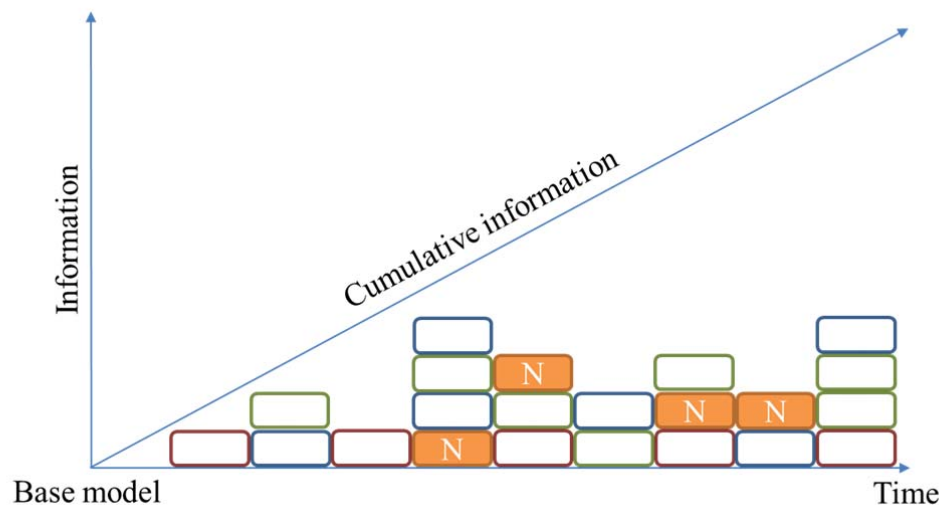 Information
Cumulative information
N
N N
N
Base model
Time